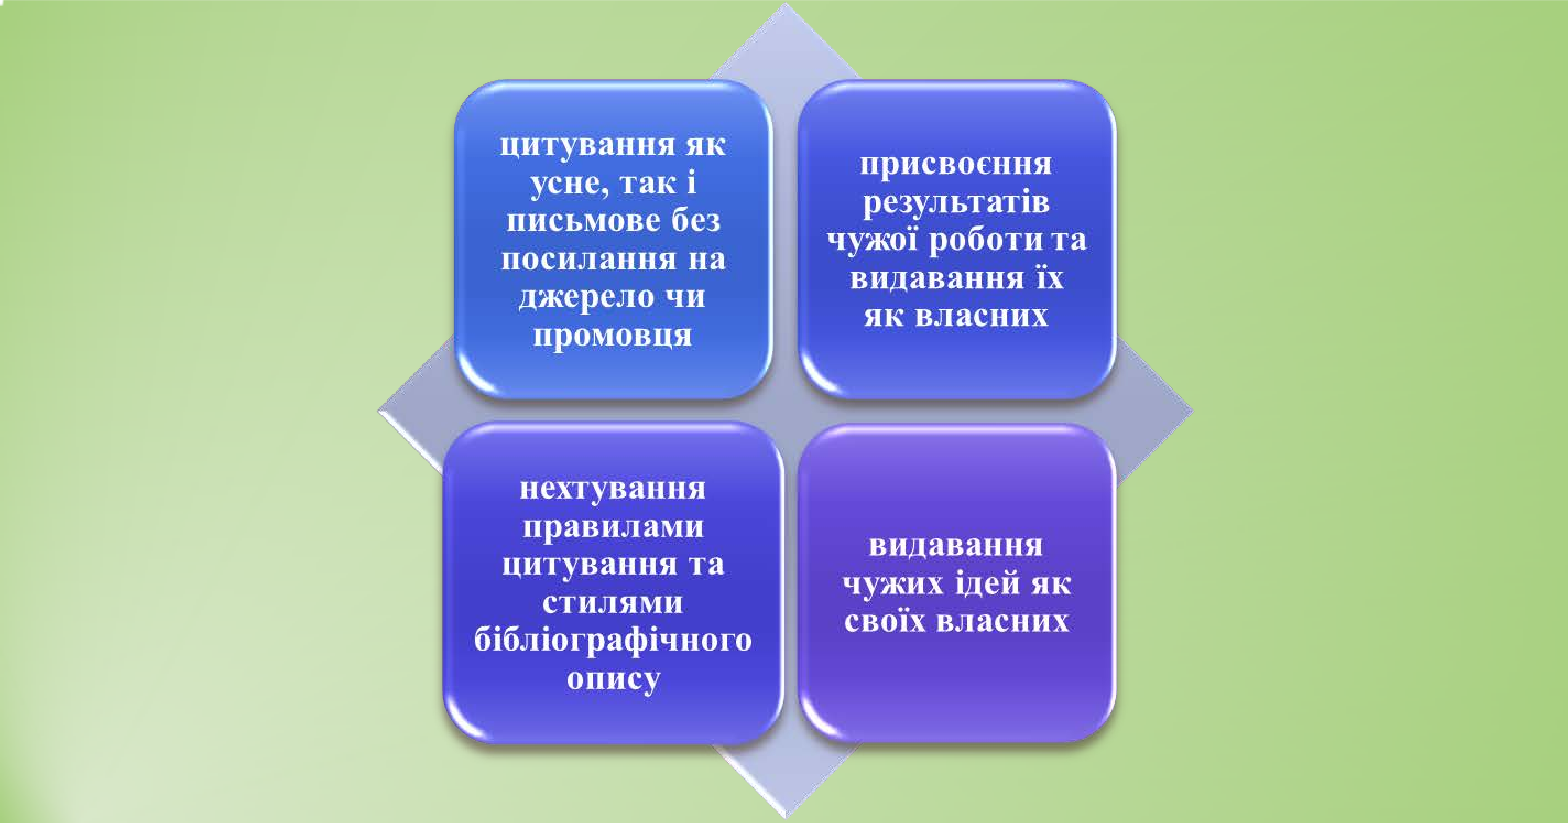 цитування як
усне, так і
письмове без
посилання на
джерело чи
промовця
присвоєння
результатів
чужої роботи та
видавання їх
як власних
нехтування
правилами
цитування та
стилями
бібліографічного
опису
видавання
чужих ідей як
своїх власних